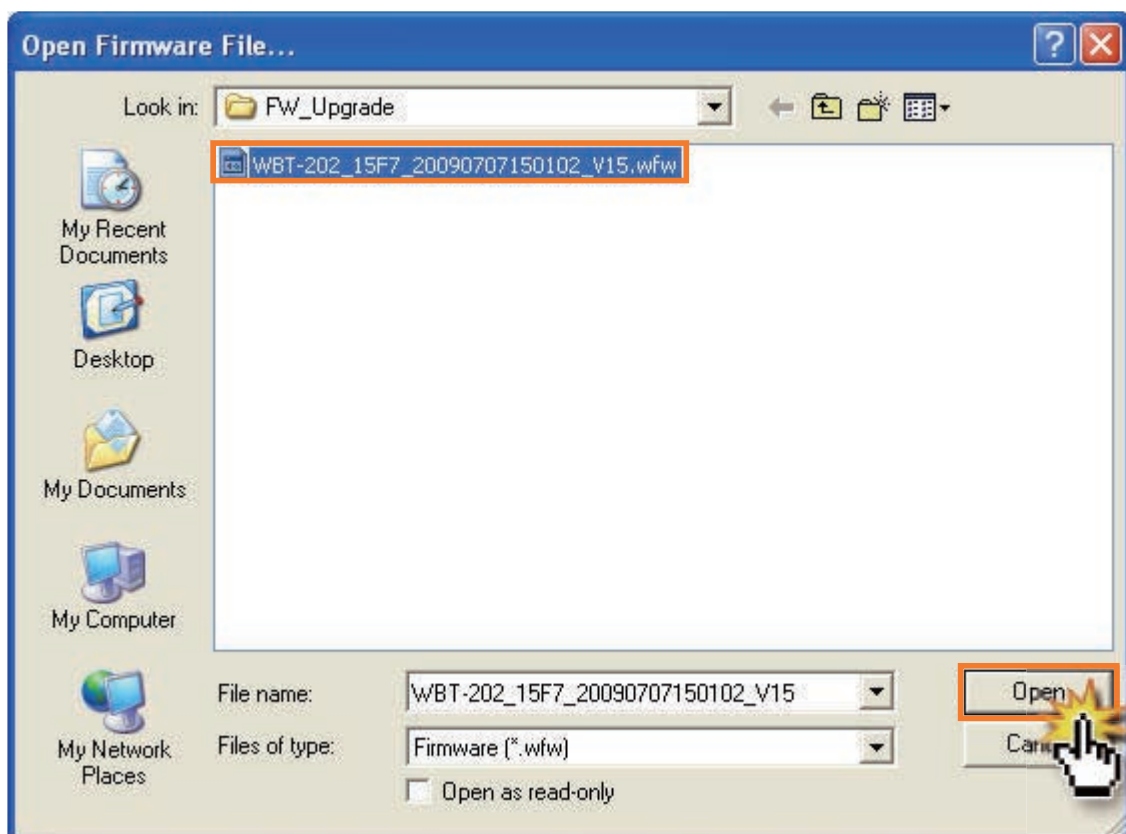 Open Firmware File...
Look in: FW_Upgrade
WBT-202_15F7_20090707150102_V15.wfw
My Recent
Documents
Desktop
My Documents
My Computer
My Network
Places
File name: WBT-202_15F7_20090707150102_V15 Open
Files of type: Firmware (*.wfw)
Open as read-only